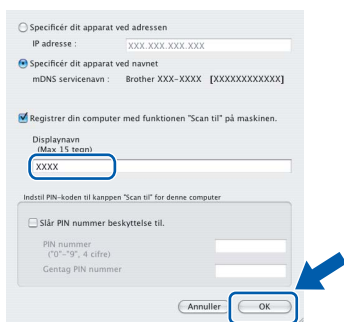 Specificér dit apparat ved adressen
IP adresse : XXX.XXX.XXX.XXX
Specificér dit apparat ved navnet
mDNS servicenavn : Brother XXX-XXXX [XXXXXXXXXXXX]
Registrer din computer med funktionen "Scan til" på maskinen.
Displaynavn
(Max 15 tegn)
XXXX
Indstil PIN-koden til kanppen "Scan til" for denne computer
Slår PIN nummer beskyttelse til.
PIN nummer
("0"-"9", 4 cifre)
Gentag PIN nummer
Annuller OK